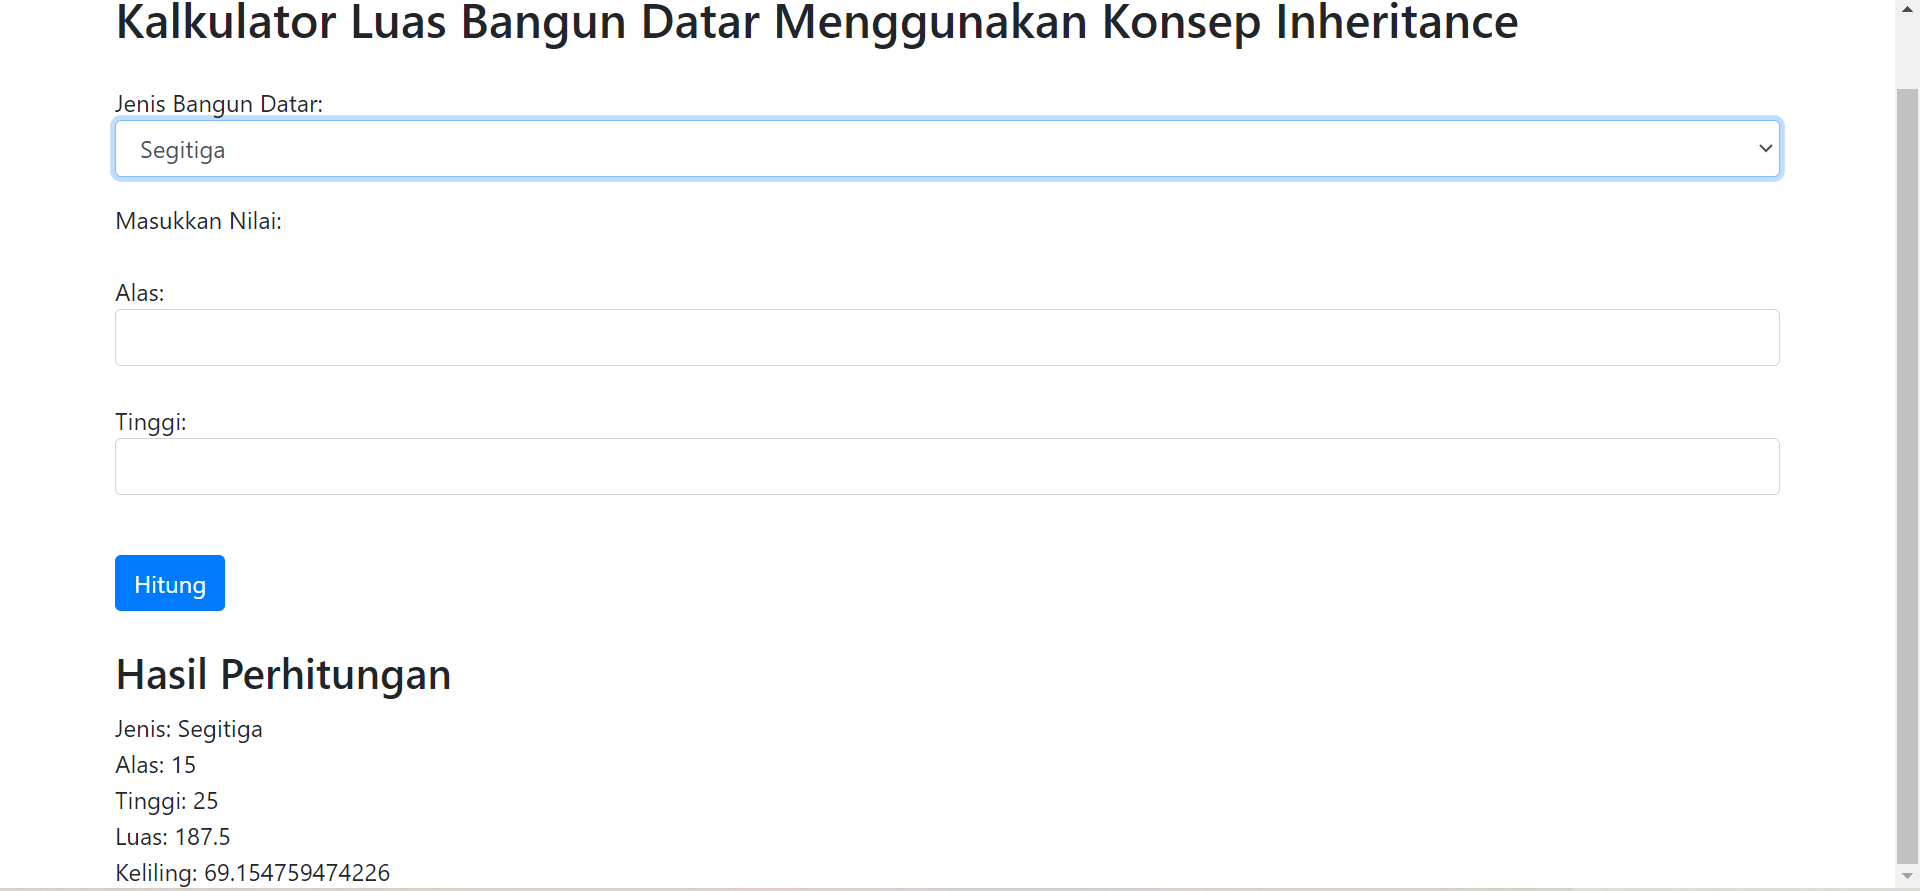 Kalkulator Luas Bangun Datar Menggunakan Konsep Inheritance
Jenis Bangun Datar:
Segitiga
Masukkan Nilai:
Alas:
Tinggi:
Hitung
Hasil Perhitungan
Jenis: Segitiga
Alas: 15
Tinggi: 25
Luas: 187.5
Keliling: 69.154759474226